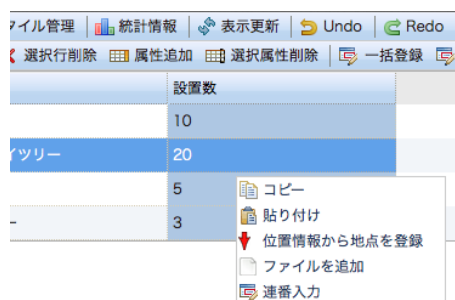 イル管理 統計情報 表示更新 Undo Redo
選択行削除 属性追加 選択属性削除 一括登録
設置数
10
イツリー 20
5
ー 3
コピー
貼り付け
位置情報から地点を登録
ファイルを追加
連番入力